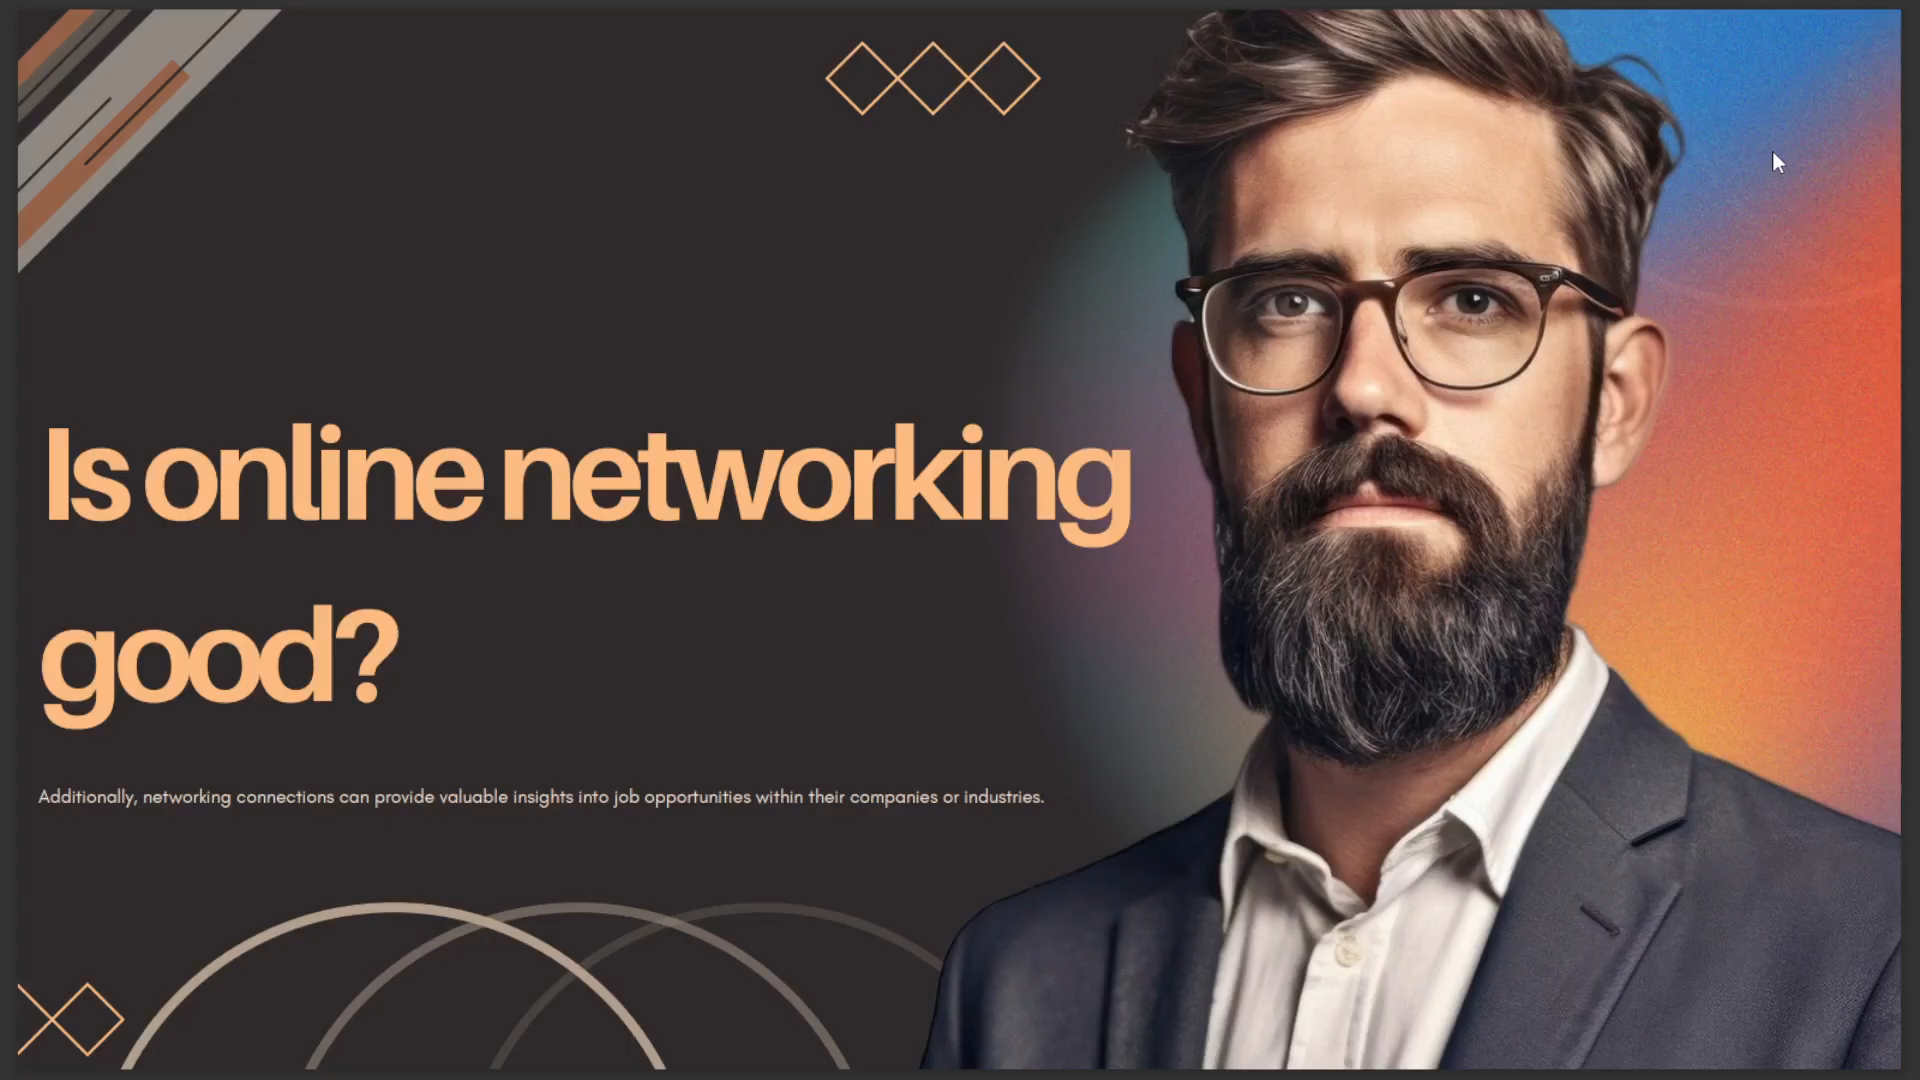 Is online networking
good?
Additionally, networking connections can provide valuable insights into job opportunities within their companies or industries.